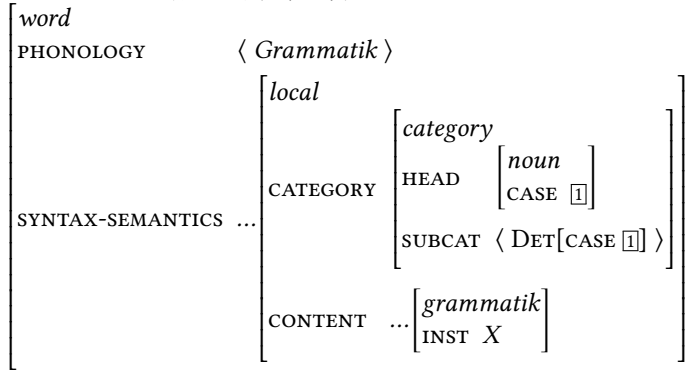 word
PHONOLOGY ⟨ Grammatik ⟩
local
category
HEAD noun
CASE 1
CATEGORY
SUBCAT ⟨ DET[CASE 1] ⟩
SYNTAX-SEMANTICS ...
CONTENT ... grammatik
INST X